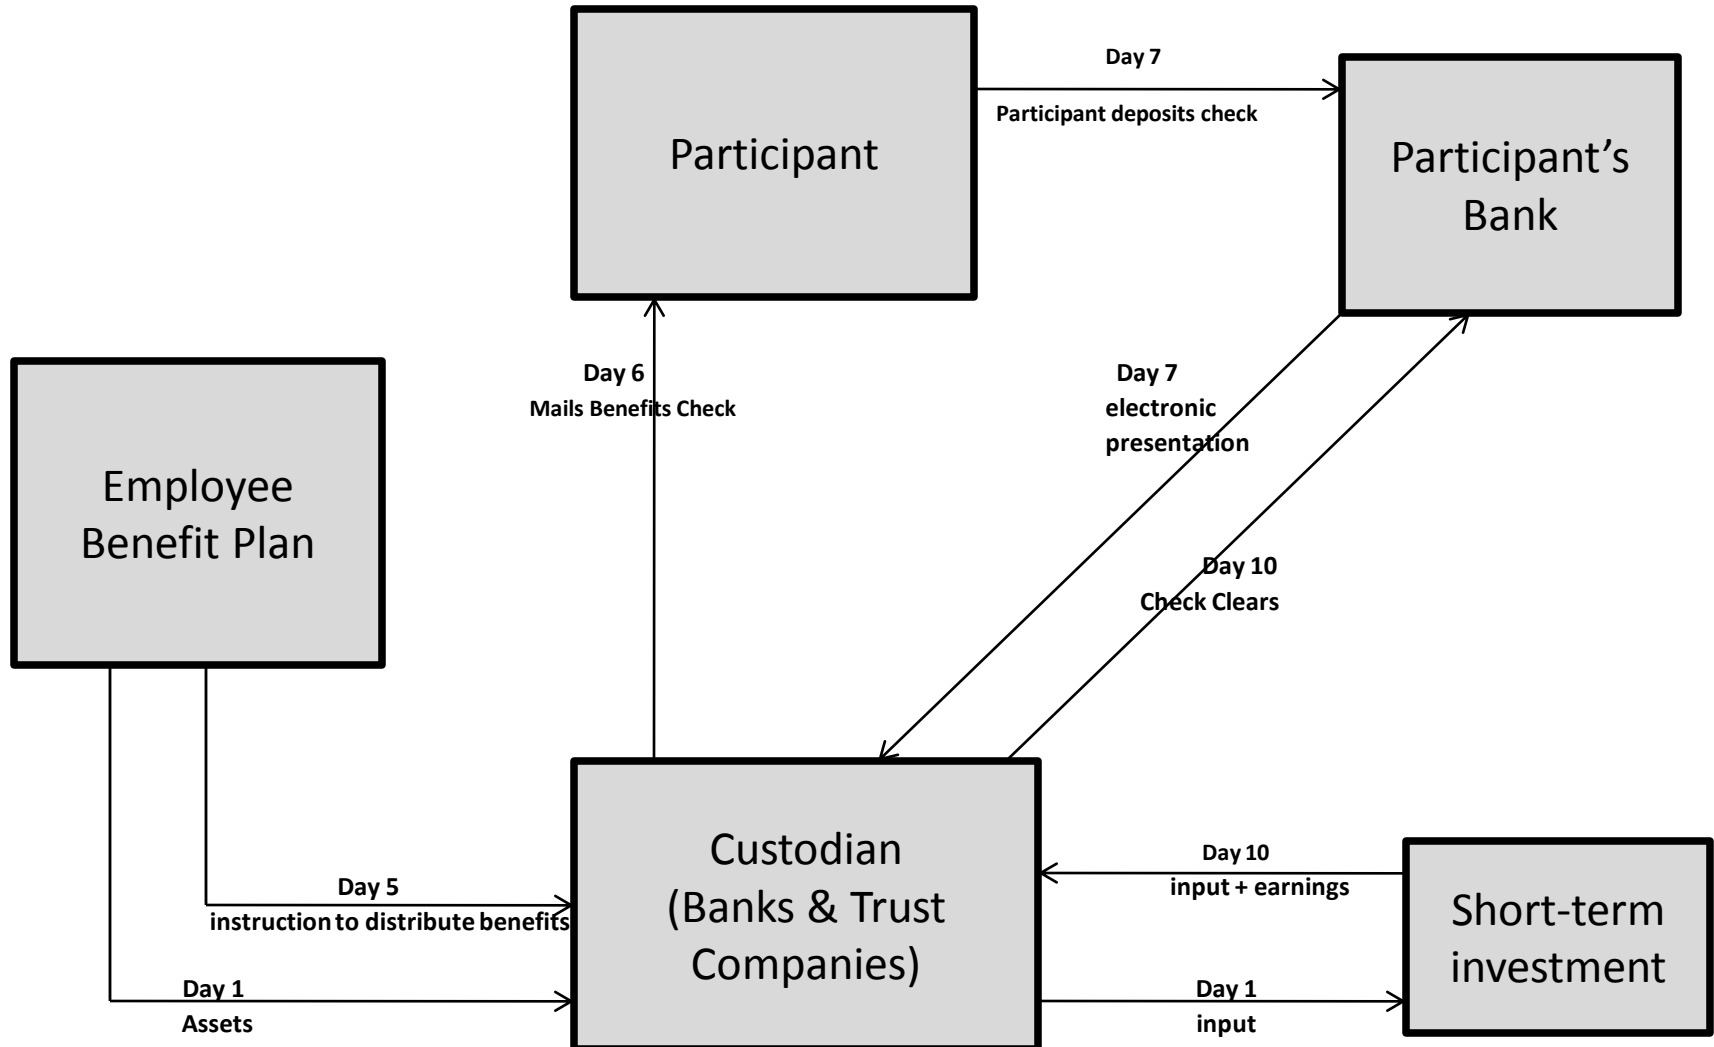 Day 7
Participant deposits check
Participant
Participant’s
Bank
Day 6
Mails Benefits Check
Day 7
electronic
presentation
Employee
Benefit Plan
Day 10
Check Clears
Day 5
instruction to distribute benefits
Day 1
Assets
Custodian
(Banks & Trust
Companies)
Day 10
input + earnings
Day 1
input
Short-term
investment